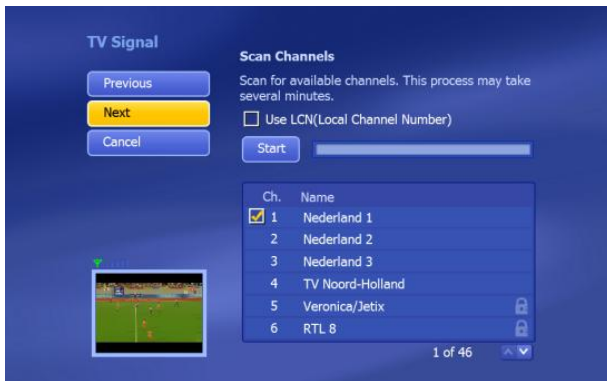 TV Signal
Previous
Next
Cancel
Scan Channels
Scan for available channels. This process may take
several minutes.
Use LCN(Local Channel Number)
Start
Ch. Name
1 Nederland 1
2 Nederland 2
3 Nederland 3
4 TV Noord-Holland
5 Veronica/Jetix
6 RTL 8
1 of 46